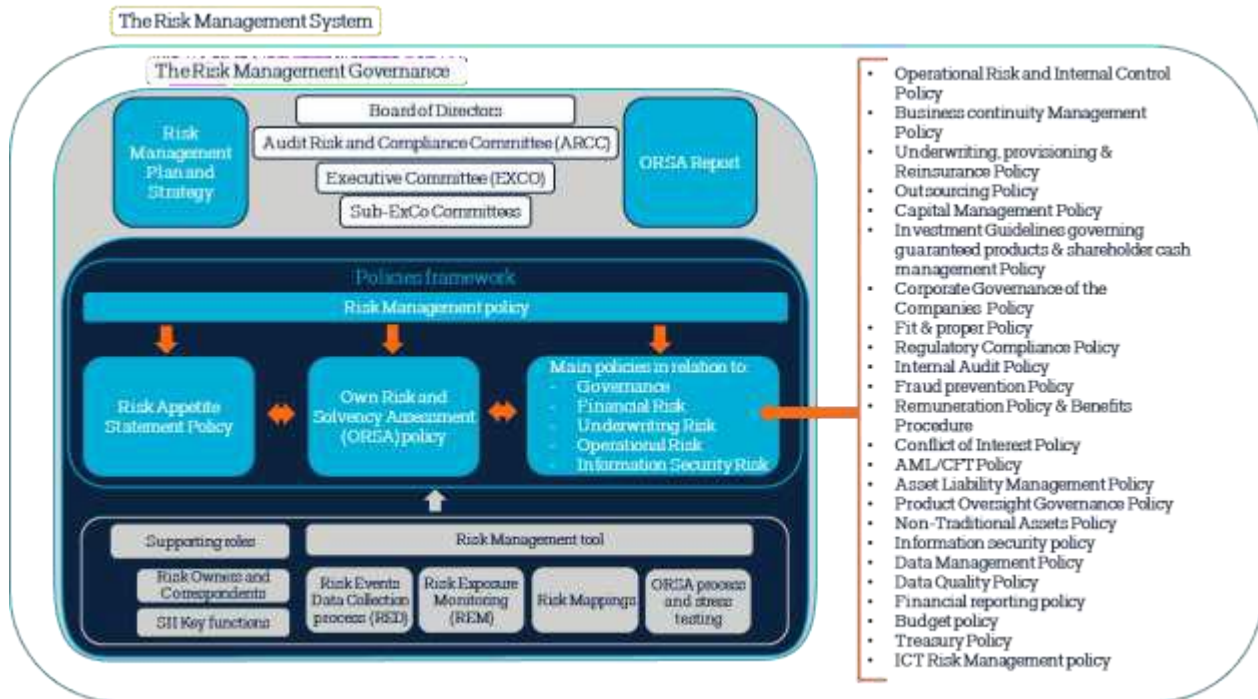 The Risk Management System
The Risk Management Governance
Risk
Management
Plan and
Strategy
Board of Directors
Audit Risk and Compliance Committee (ARCC)
Executive Committee (EXCO)
Sub-ExCo Committees
ORSA Report
Policies framework
Risk Management policy
Risk Appetite
Statement Policy
Own Risk and
Solvency Assessment
(ORSA) policy
Main policies in relation to:
- Governance
- Financial Risk
- Underwriting Risk
- Operational Risk
- Information Security Risk
Supporting roles
Risk Owners and
Correspondents
SII Key functions
Risk Management tool
Risk Events
Data Collection
process (RED)
Risk Exposure
Monitoring
(REM)
Risk Mappings
ORSA process
and stress
testing
• Operational Risk and Internal Control
Policy
• Business continuity Management
Policy
• Underwriting, provisioning &
Reinsurance Policy
• Outsourcing Policy
• Capital Management Policy
• Investment Guidelines governing
guaranteed products & shareholder cash
management Policy
• Corporate Governance of the
Companies Policy
• Fit & proper Policy
• Regulatory Compliance Policy
• Internal Audit Policy
• Fraud prevention Policy
• Remuneration Policy & Benefits
Procedure
• Conflict of Interest Policy
• AML/CFT Policy
• Asset Liability Management Policy
• Product Oversight Governance Policy
• Non-Traditional Assets Policy
• Information security policy
• Data Management Policy
• Data Quality Policy
• Financial reporting policy
• Budget policy
• Treasury Policy
• ICT Risk Management policy